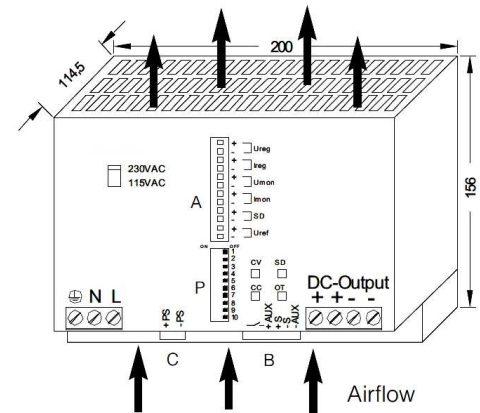 200
114,5
156
230VAC
115VAC
A
+ Ureg
-
+ Ireg
-
+ Umon
-
+ Imon
-
+ SD
-
+ Uref
-
ON OFF
P
1
2
3
4
5
6
7
8
9
10
CV SD
CC OT
N L
+ PS
- PS
+ AUX
+ S
- S
- AUX
DC-Output
+ + - -
C
B
Airflow